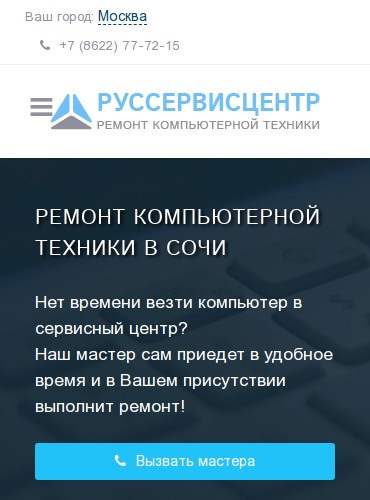 Ваш город: Москва
+7 (8622) 77-72-15
РУССЕРВИСЦЕНТР
РЕМОНТ КОМПЬЮТЕРНОЙ ТЕХНИКИ
РЕМОНТ КОМПЬЮТЕРНОЙ
ТЕХНИКИ В СОЧИ
Нет времени везти компьютер в
сервисный центр?
Наш мастер сам приедет в удобное
время и в Вашем присутствии
выполнит ремонт!
Вызвать мастера